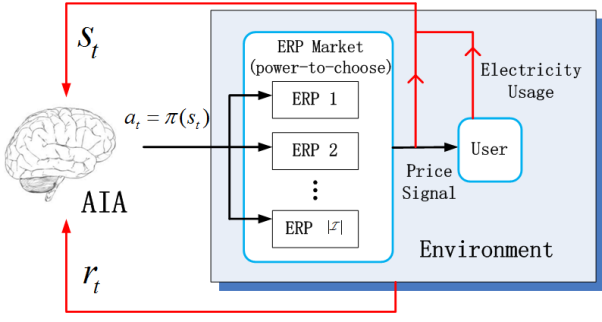 s_t
ERP Market
(power-to-choose)
ERP 1
a_t = π(s_t)
ERP 2
⋮
ERP |ℐ|
AIA
r_t
Price
Signal
User
Electricity
Usage
Environment